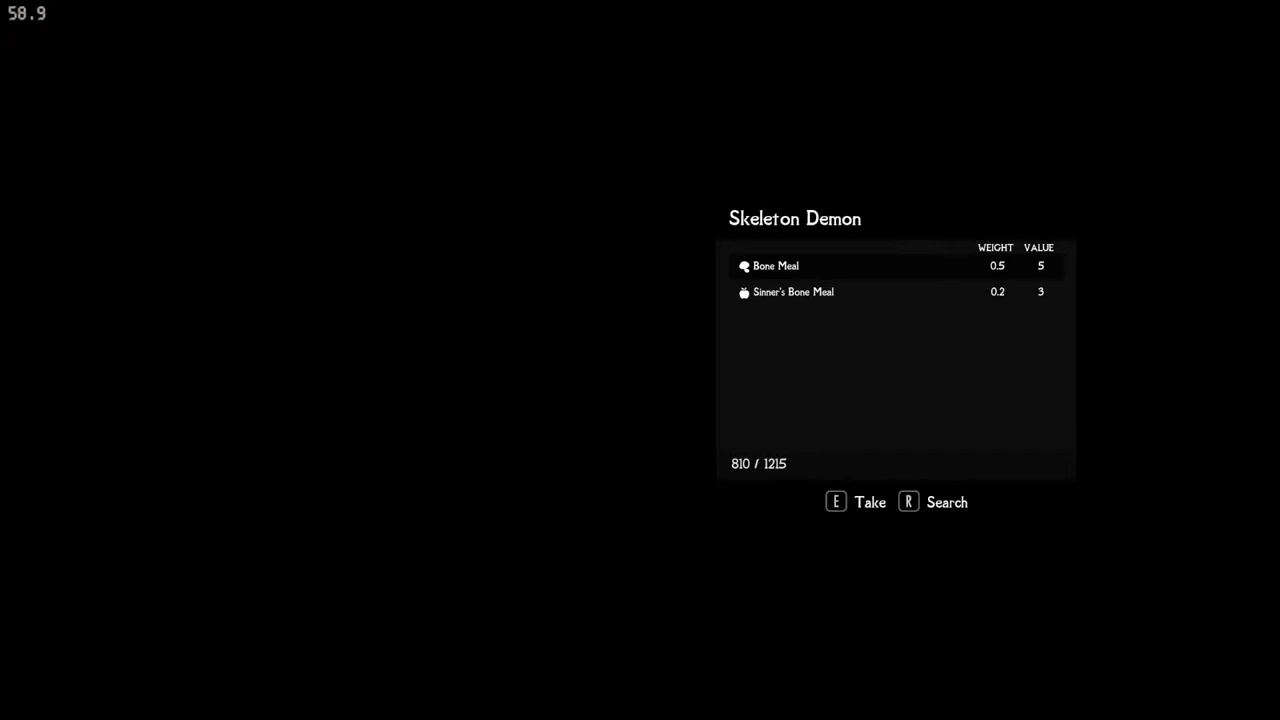 58.9
Skeleton Demon
WEIGHT VALUE
Bone Meal 0.5 5
Sinner's Bone Meal 0.2 3
810 / 1215
E Take R Search